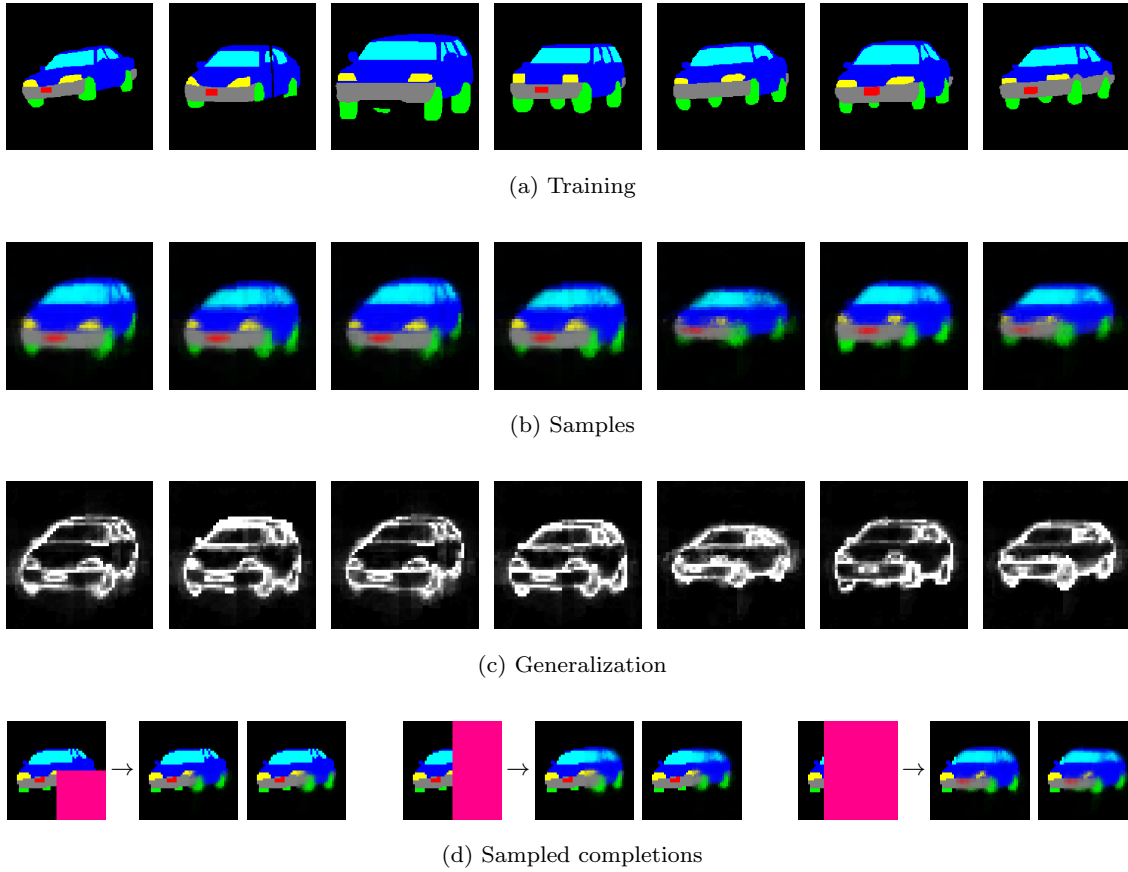 (a) Training
(b) Samples
(c) Generalization
→ → →
(d) Sampled completions